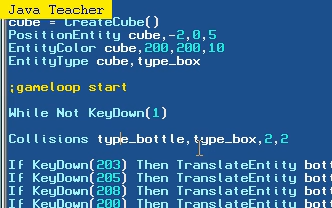 Java Teacher
cube = CreateCube()
PositionEntity cube,-2,0,5
EntityColor cube,200,200,10
EntityType cube,type_box
;gameloop start
While Not KeyDown(1)
Collisions type_bottle,type_box,2,2
If KeyDown(203) Then TranslateEntity bott
If KeyDown(205) Then TranslateEntity bott
If KeyDown(208) Then TranslateEntity bott
If KeyDown(200) Then TranslateEntity bott